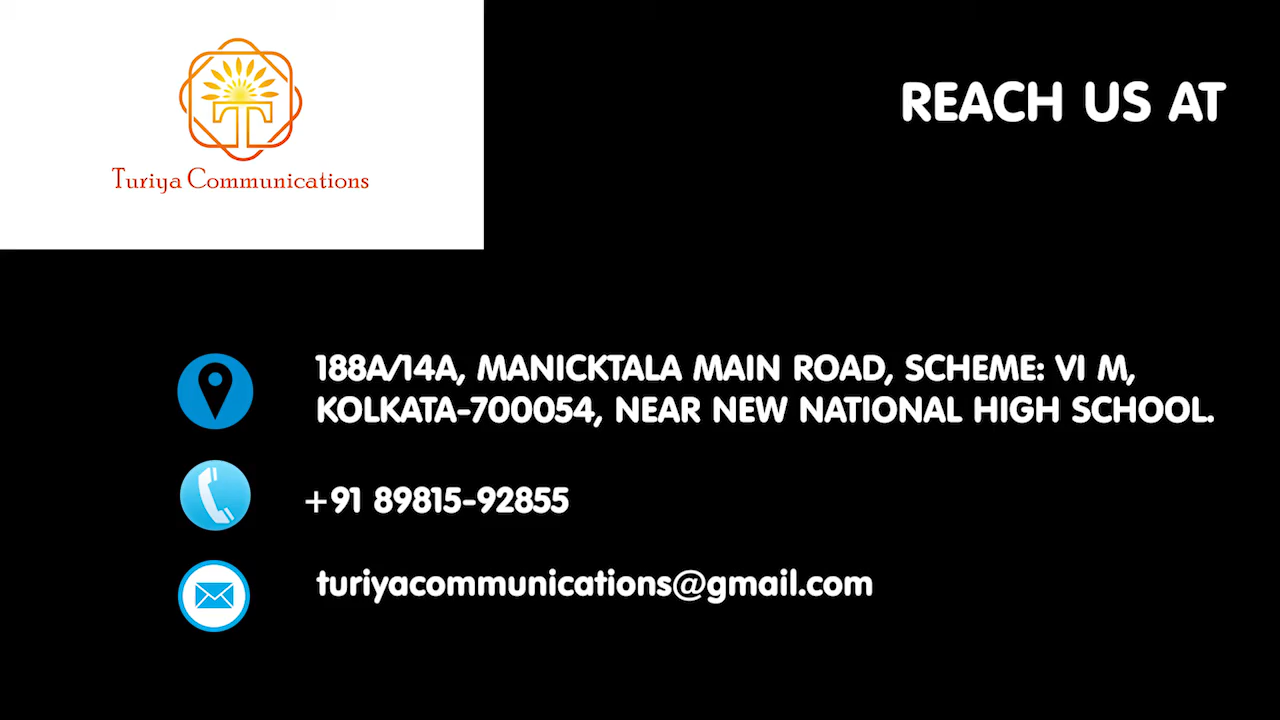 T
Turiya Communications
REACH US AT
188A/14A, MANICKTALA MAIN ROAD, SCHEME: VI M,
KOLKATA-700054, NEAR NEW NATIONAL HIGH SCHOOL.
+91 89815-92855
turiyacommunications@gmail.com